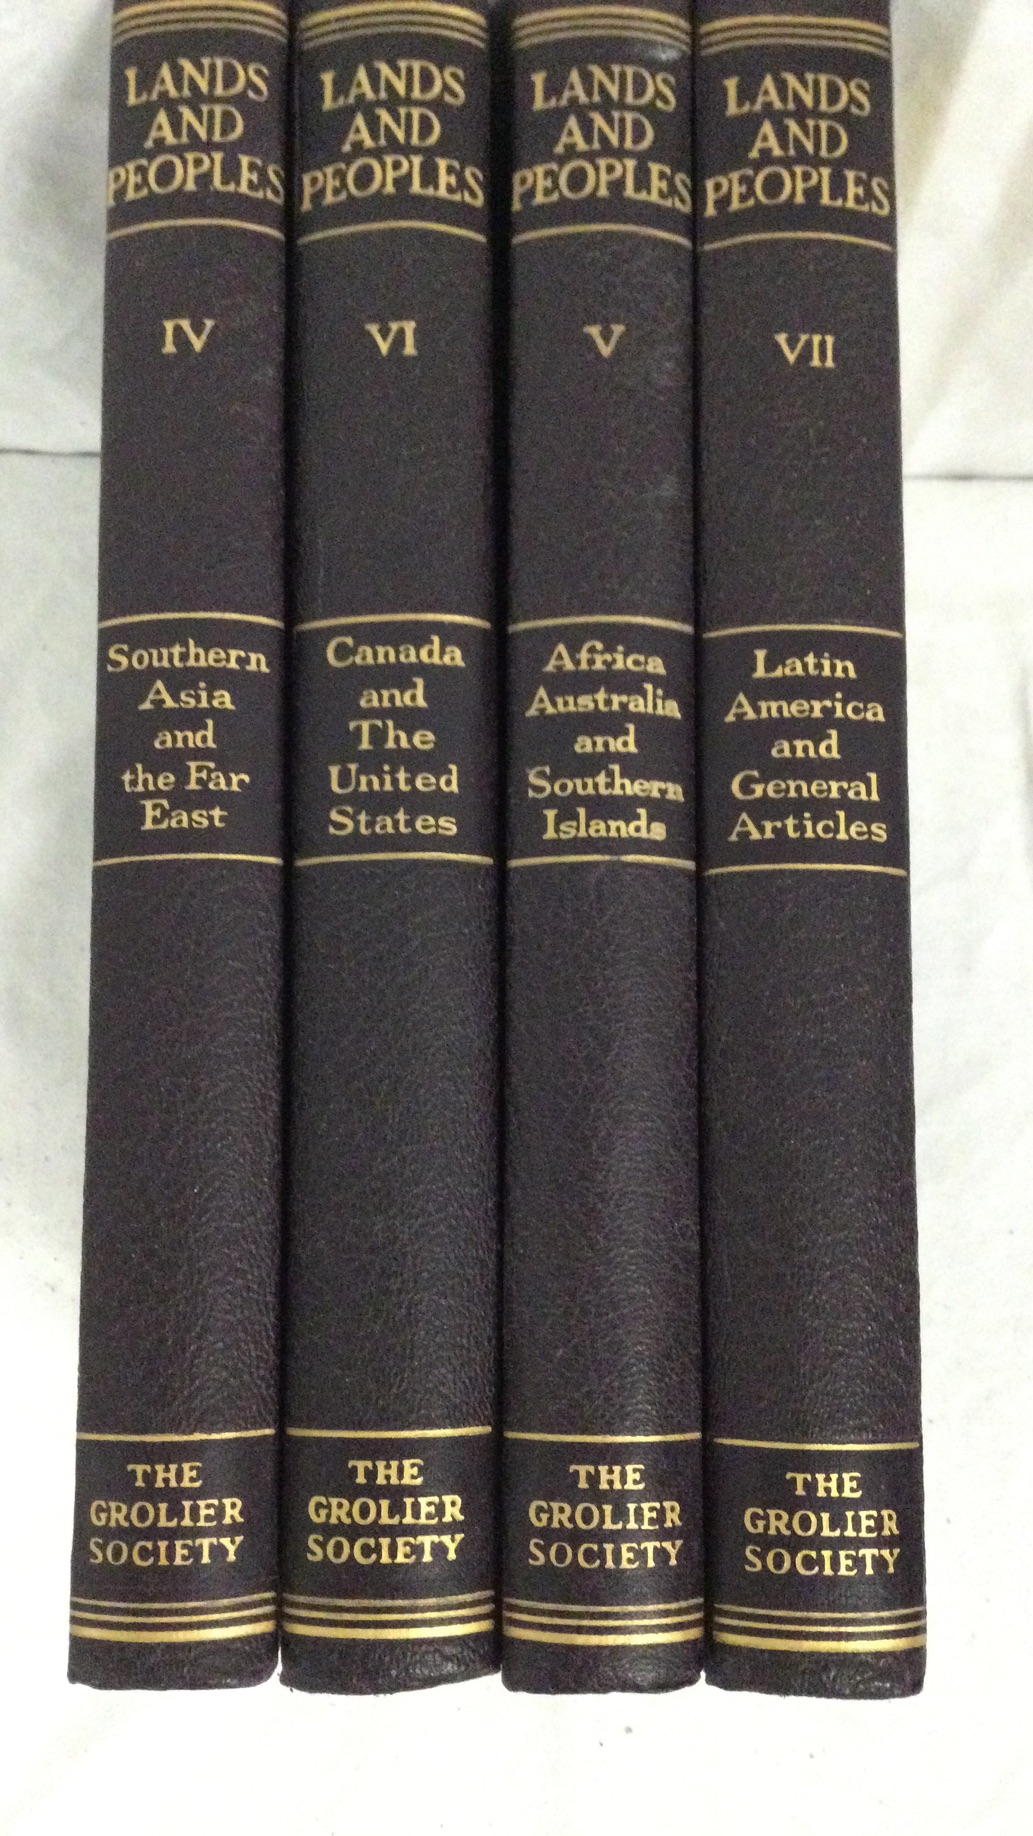 LANDS
AND
PEOPLES
IV
Southern
Asia
and
the Far
East
THE
GROLIER
SOCIETY
LANDS
AND
PEOPLES
VI
Canada
and
The
United
States
THE
GROLIER
SOCIETY
LANDS
AND
PEOPLES
V
Africa
Australia
and
Southern
Islands
THE
GROLIER
SOCIETY
LANDS
AND
PEOPLES
VII
Latin
America
and
General
Articles
THE
GROLIER
SOCIETY